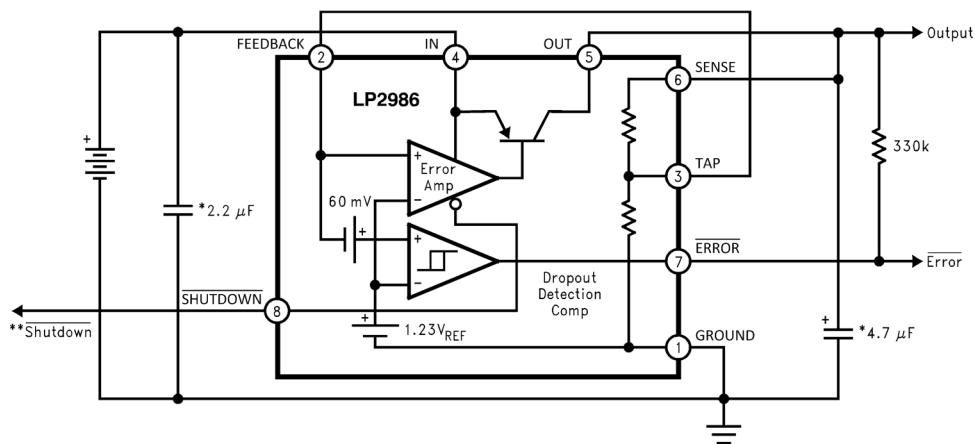 FEEDBACK
IN
OUT
Output
2
4
5
SENSE
6
LP2986
+
330k
+
Error
Amp
TAP
3
60 mV
*2.2 µF
−
+
+
ERROR
7
Error
SHUTDOWN
−
Dropout
Detection
Comp
8
**Shutdown
+
1.23VREF
GROUND
1
+
*4.7 µF